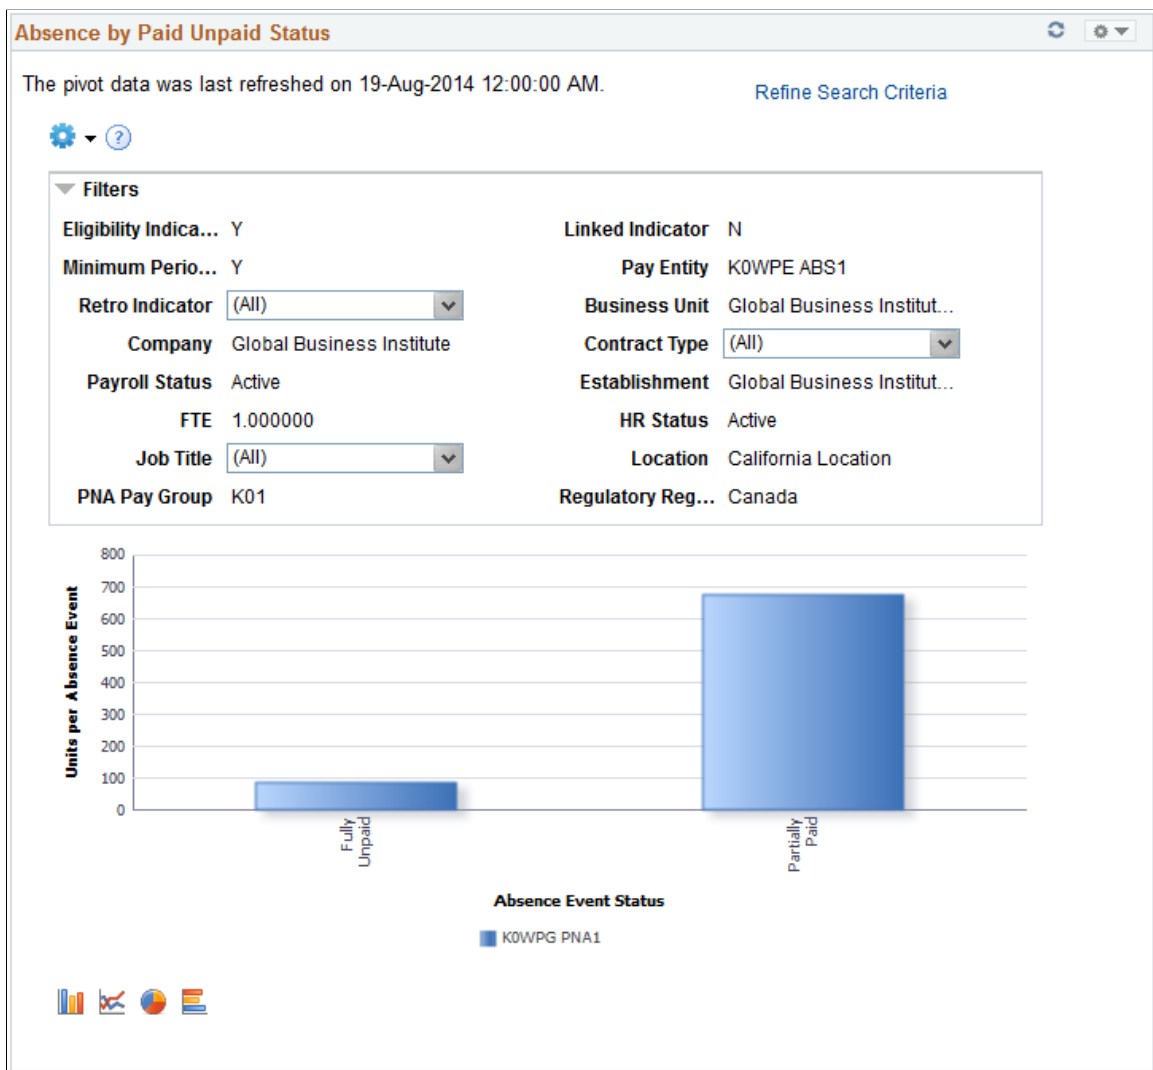 Absence by Paid Unpaid Status
The pivot data was last refreshed on 19-Aug-2014 12:00:00 AM.
Refine Search Criteria
?
Filters
Eligibility Indica... Y
Linked Indicator N
Minimum Perio... Y
Pay Entity K0WPE ABS1
Retro Indicator (All)
Business Unit Global Business Institut...
Company Global Business Institute
Contract Type (All)
Payroll Status Active
Establishment Global Business Institut...
FTE 1.000000
HR Status Active
Job Title (All)
Location California Location
PNA Pay Group K01
Regulatory Reg... Canada
Units per Absence Event
800
700
600
500
400
300
200
100
0
Fully
Unpaid
Partially
Paid
Absence Event Status
K0WPG PNA1